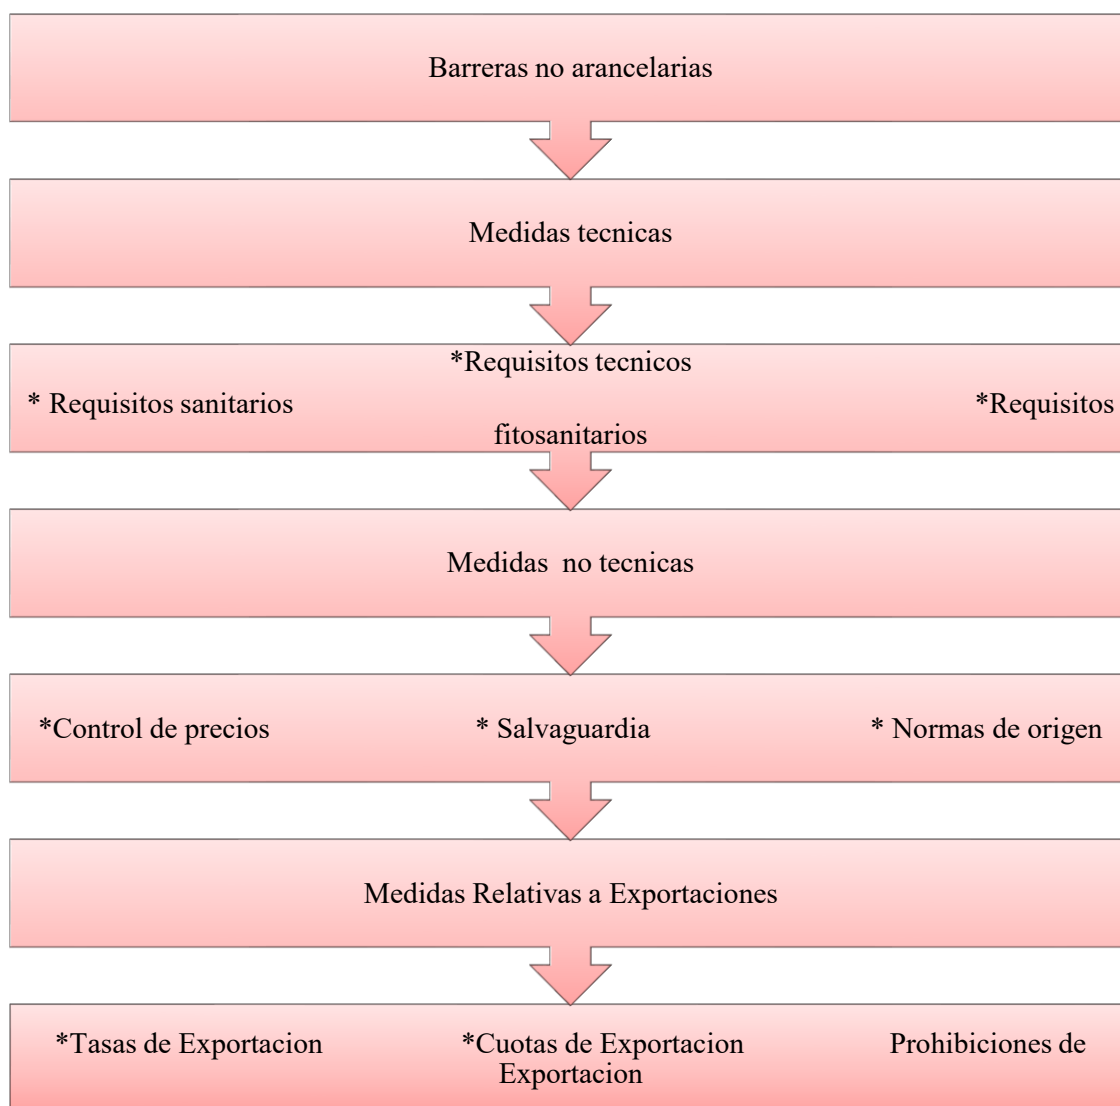 Barreras no arancelarias
Medidas tecnicas
*Requisitos tecnicos
* Requisitos sanitarios *Requisitos
fitosanitarios
Medidas no tecnicas
*Control de precios * Salvaguardia * Normas de origen
Medidas Relativas a Exportaciones
*Tasas de Exportacion *Cuotas de Exportacion Prohibiciones de
Exportacion